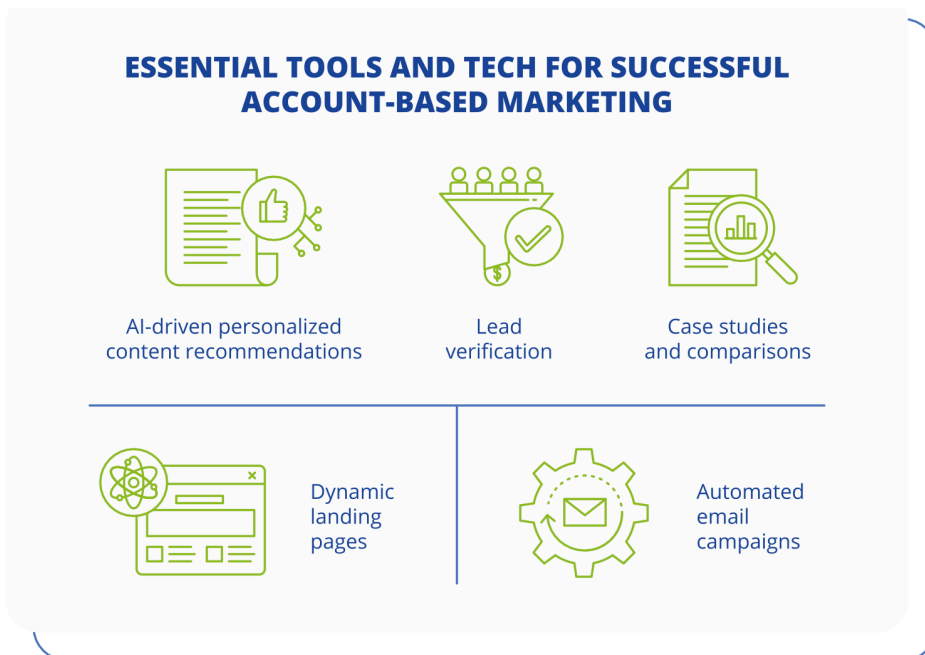 ESSENTIAL TOOLS AND TECH FOR SUCCESSFUL
ACCOUNT-BASED MARKETING
AI-driven personalized
content recommendations
Lead
verification
$
Case studies
and comparisons
Dynamic
landing
pages
Automated
email
campaigns